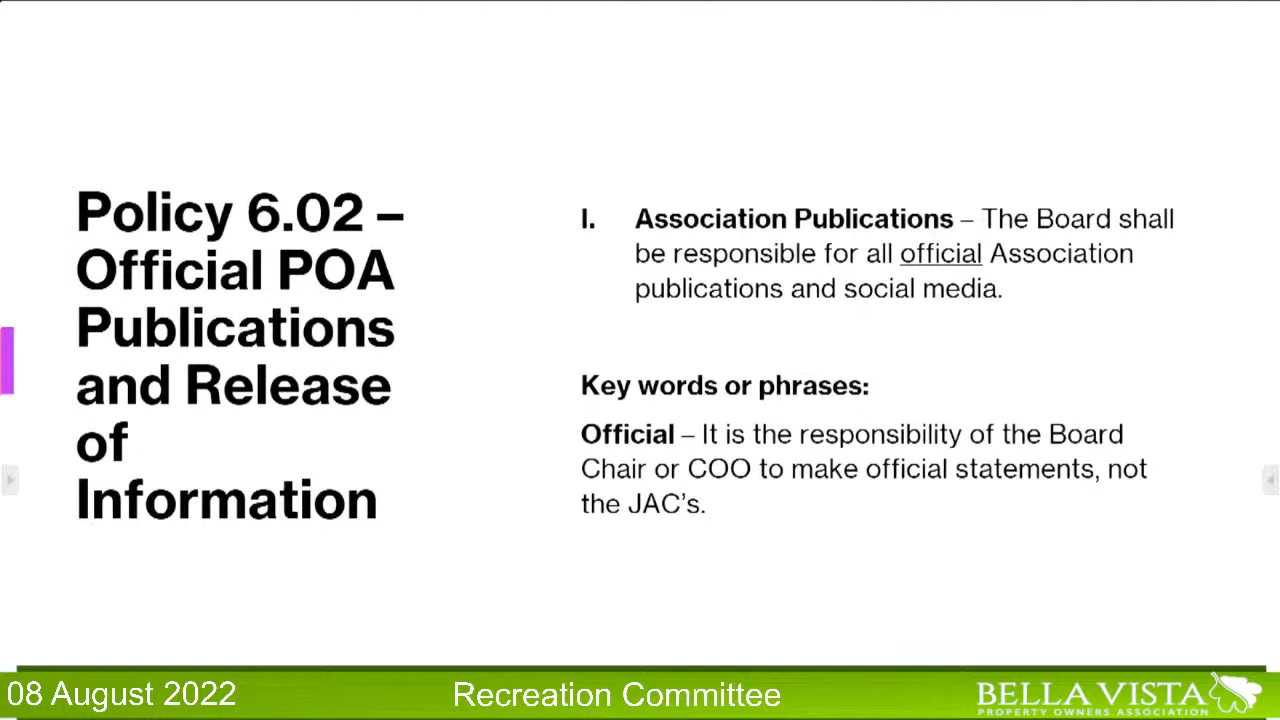 Policy 6.02 –
Official POA
Publications
and Release
of
Information
I. Association Publications – The Board shall
be responsible for all official Association
publications and social media.
Key words or phrases:
Official – It is the responsibility of the Board
Chair or COO to make official statements, not
the JAC's.
08 August 2022
Recreation Committee
BELLA VISTA
PROPERTY OWNERS ASSOCIATION